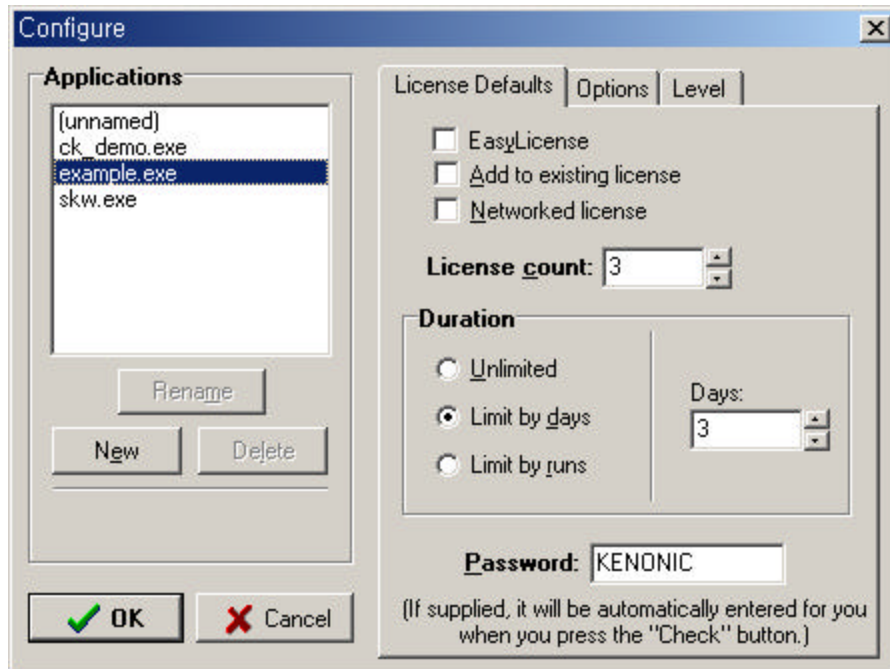 Configure
Applications
(unnamed)
ck_demo.exe
example.exe
skw.exe
Rename
New
Delete
OK
Cancel
License Defaults
Options
Level
EasyLicense
Add to existing license
Networked license
License count: 3
Duration
Unlimited
Limit by days
Limit by runs
Days:
3
Password: KENONIC
(If supplied, it will be automatically entered for you
when you press the "Check" button.)